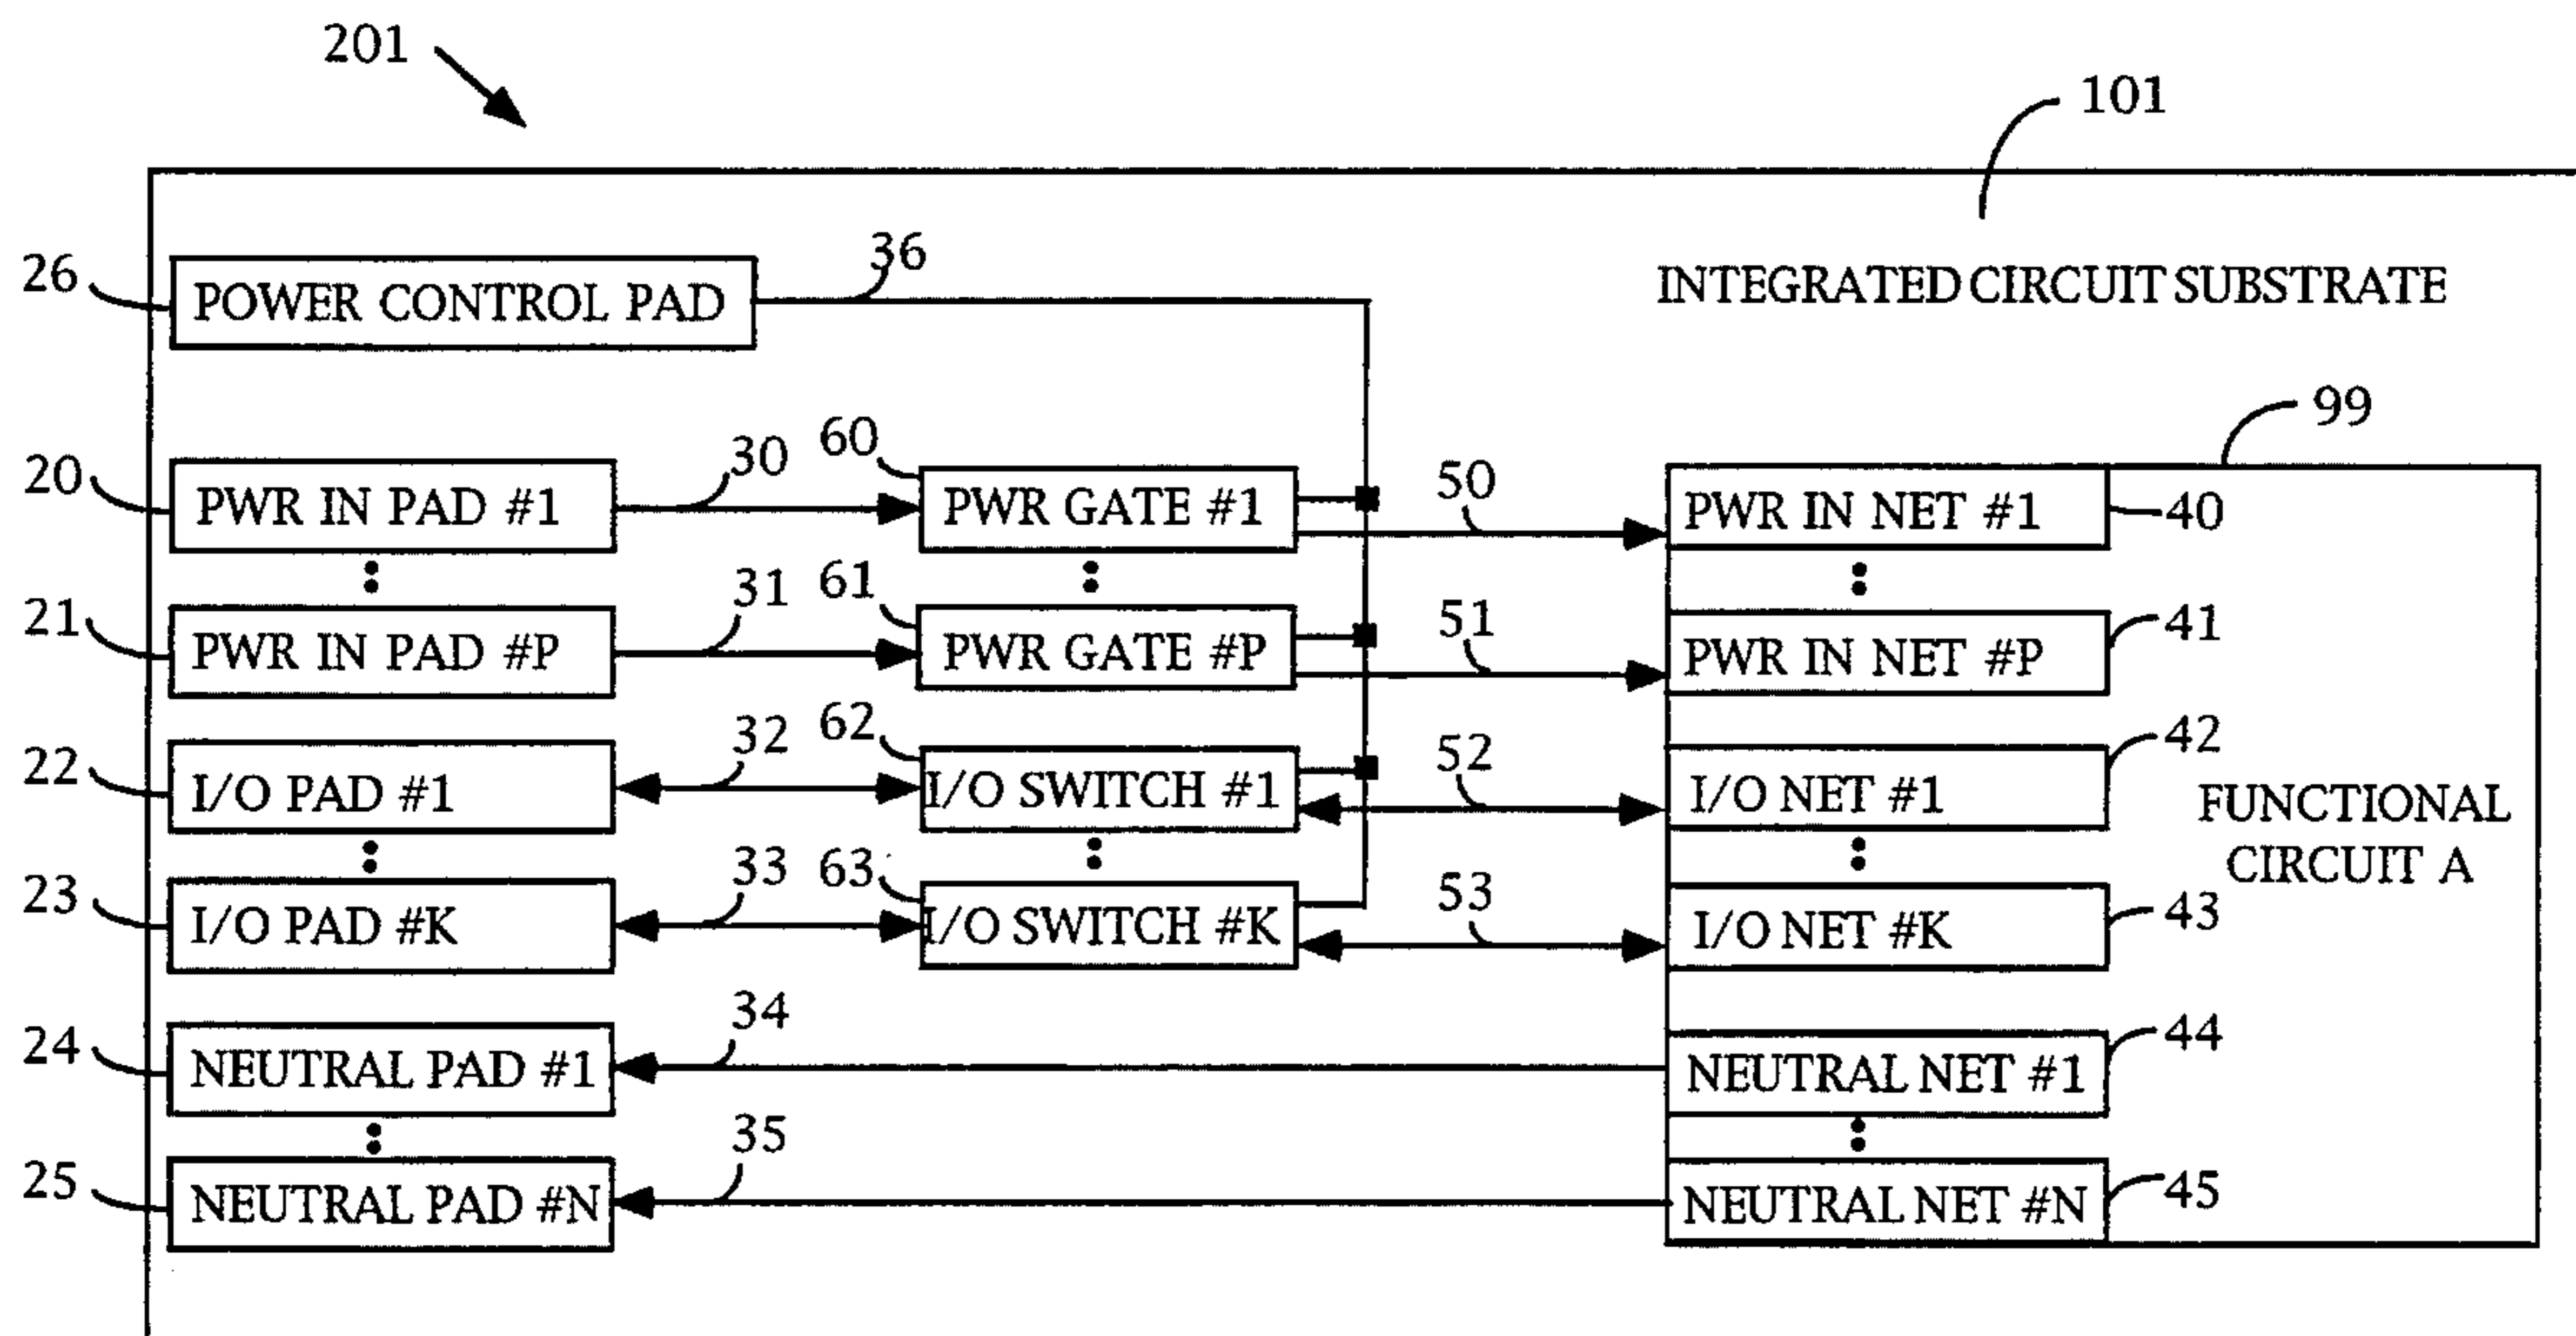 201
101
36
26
POWER CONTROL PAD
INTEGRATED CIRCUIT SUBSTRATE
99
20
PWR IN PAD #1
30
60
PWR GATE #1
50
PWR IN NET #1
40
21
PWR IN PAD #P
31
61
PWR GATE #P
51
PWR IN NET #P
41
22
I/O PAD #1
32
62
I/O SWITCH #1
52
I/O NET #1
42
FUNCTIONAL
CIRCUIT A
23
I/O PAD #K
33
63
I/O SWITCH #K
53
I/O NET #K
43
24
NEUTRAL PAD #1
34
NEUTRAL NET #1
44
25
NEUTRAL PAD #N
35
NEUTRAL NET #N
45